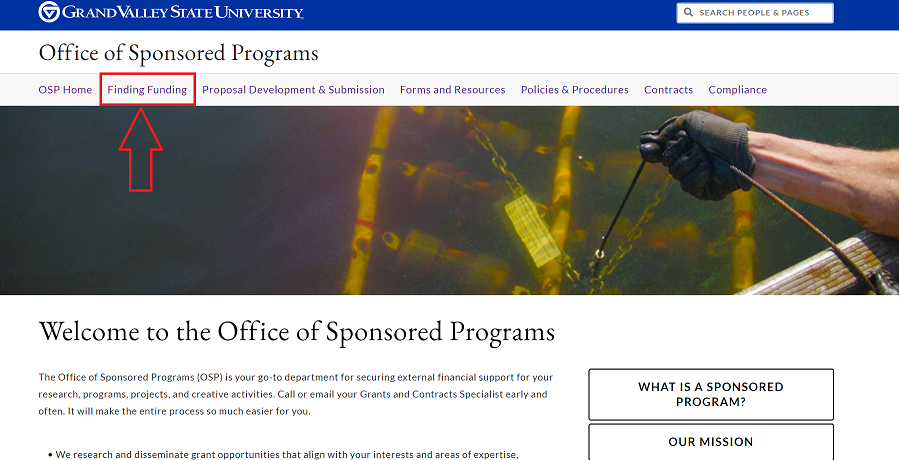 GRAND VALLEY STATE UNIVERSITY
SEARCH PEOPLE & PAGES
Office of Sponsored Programs
OSP Home Finding Funding Proposal Development & Submission Forms and Resources Policies & Procedures Contracts Compliance
Welcome to the Office of Sponsored Programs
The Office of Sponsored Programs (OSP) is your go-to department for securing external financial support for your
research, programs, projects, and creative activities. Call or email your Grants and Contracts Specialist early and
often. It will make the entire process so much easier for you.
• We research and disseminate grant opportunities that align with your interests and areas of expertise,
WHAT IS A SPONSORED
PROGRAM?
OUR MISSION